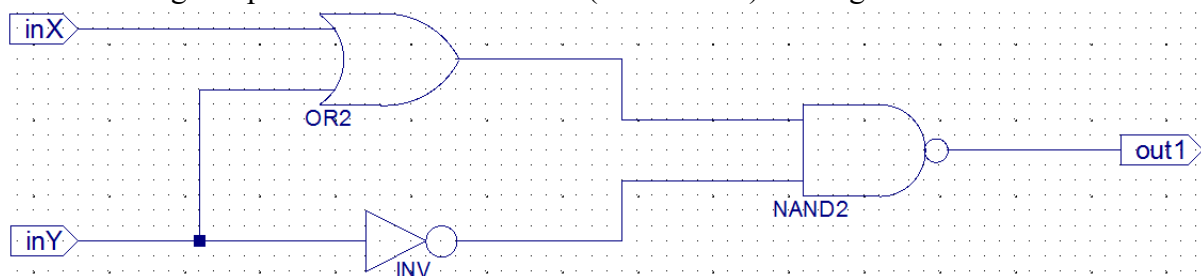 inX
OR2
NAND2
out1
inY
INV